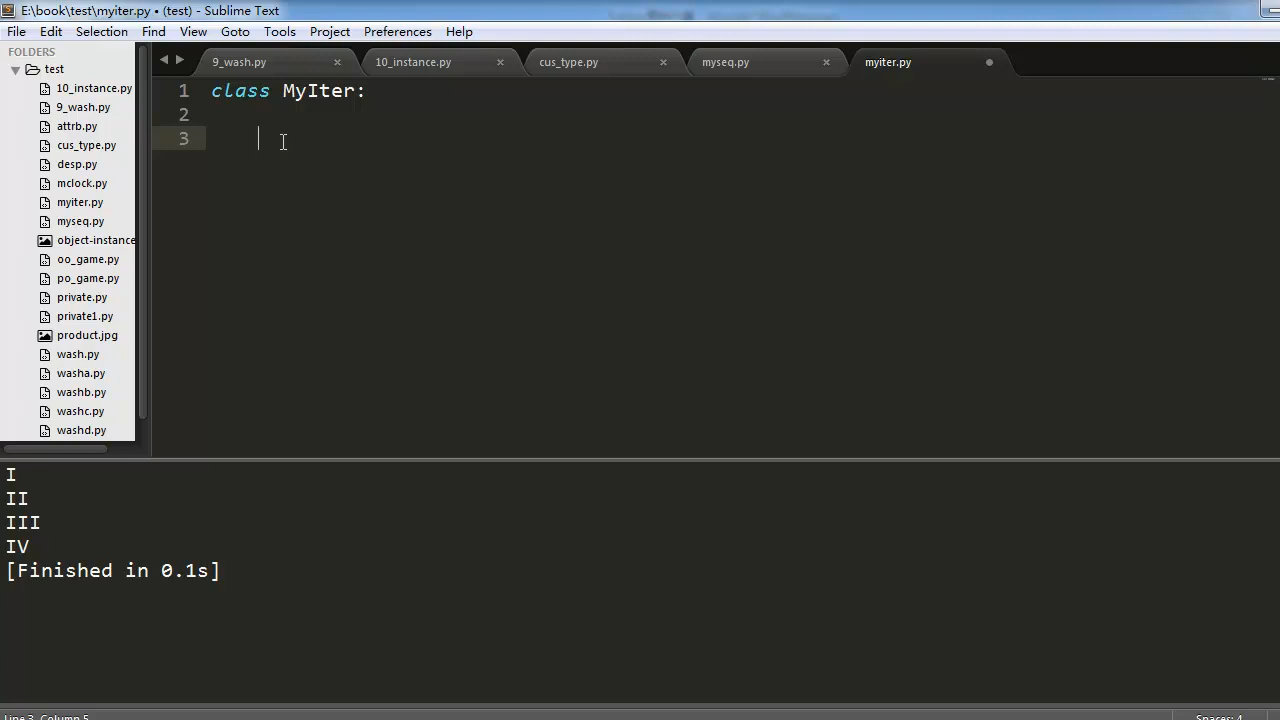 E:\book\test\myiter.py • (test) - Sublime Text
File Edit Selection Find View Goto Tools Project Preferences Help
FOLDERS
test
10_instance.py
9_wash.py
attrb.py
cus_type.py
desp.py
mclock.py
myiter.py
myseq.py
object-instance
oo_game.py
po_game.py
private.py
private1.py
product.jpg
wash.py
washa.py
washb.py
washc.py
washd.py
9_wash.py × 10_instance.py × cus_type.py × myseq.py × myiter.py
1 class MyIter:
2
3
I
II
III
IV
[Finished in 0.1s]
Line 3, Column 5 Spaces: 4